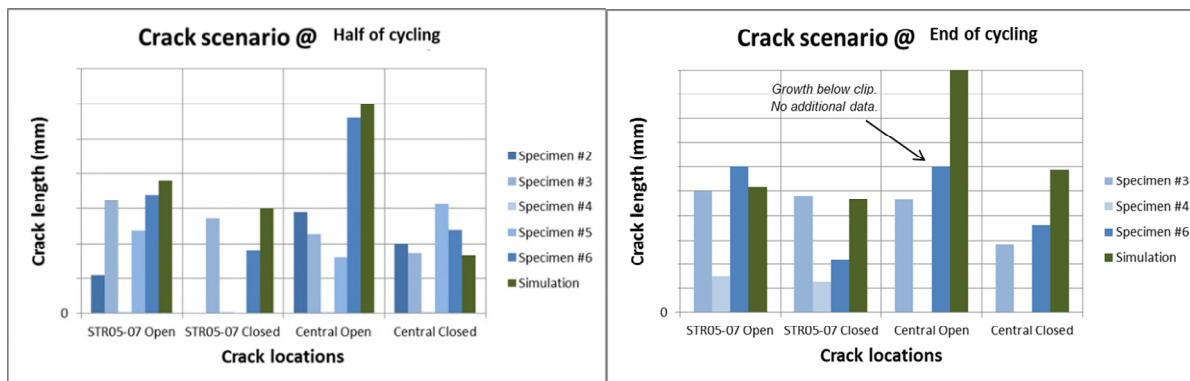 Crack scenario @ Half of cycling
Crack length (mm)
0
STR05-07 Open
STR05-07 Closed
Central Open
Central Closed
Crack locations
Specimen #2
Specimen #3
Specimen #4
Specimen #5
Specimen #6
Simulation
Crack scenario @ End of cycling
Growth below clip.
No additional data.
Crack length (mm)
0
STR05-07 Open
STR05-07 Closed
Central Open
Central Closed
Crack locations
Specimen #3
Specimen #4
Specimen #6
Simulation